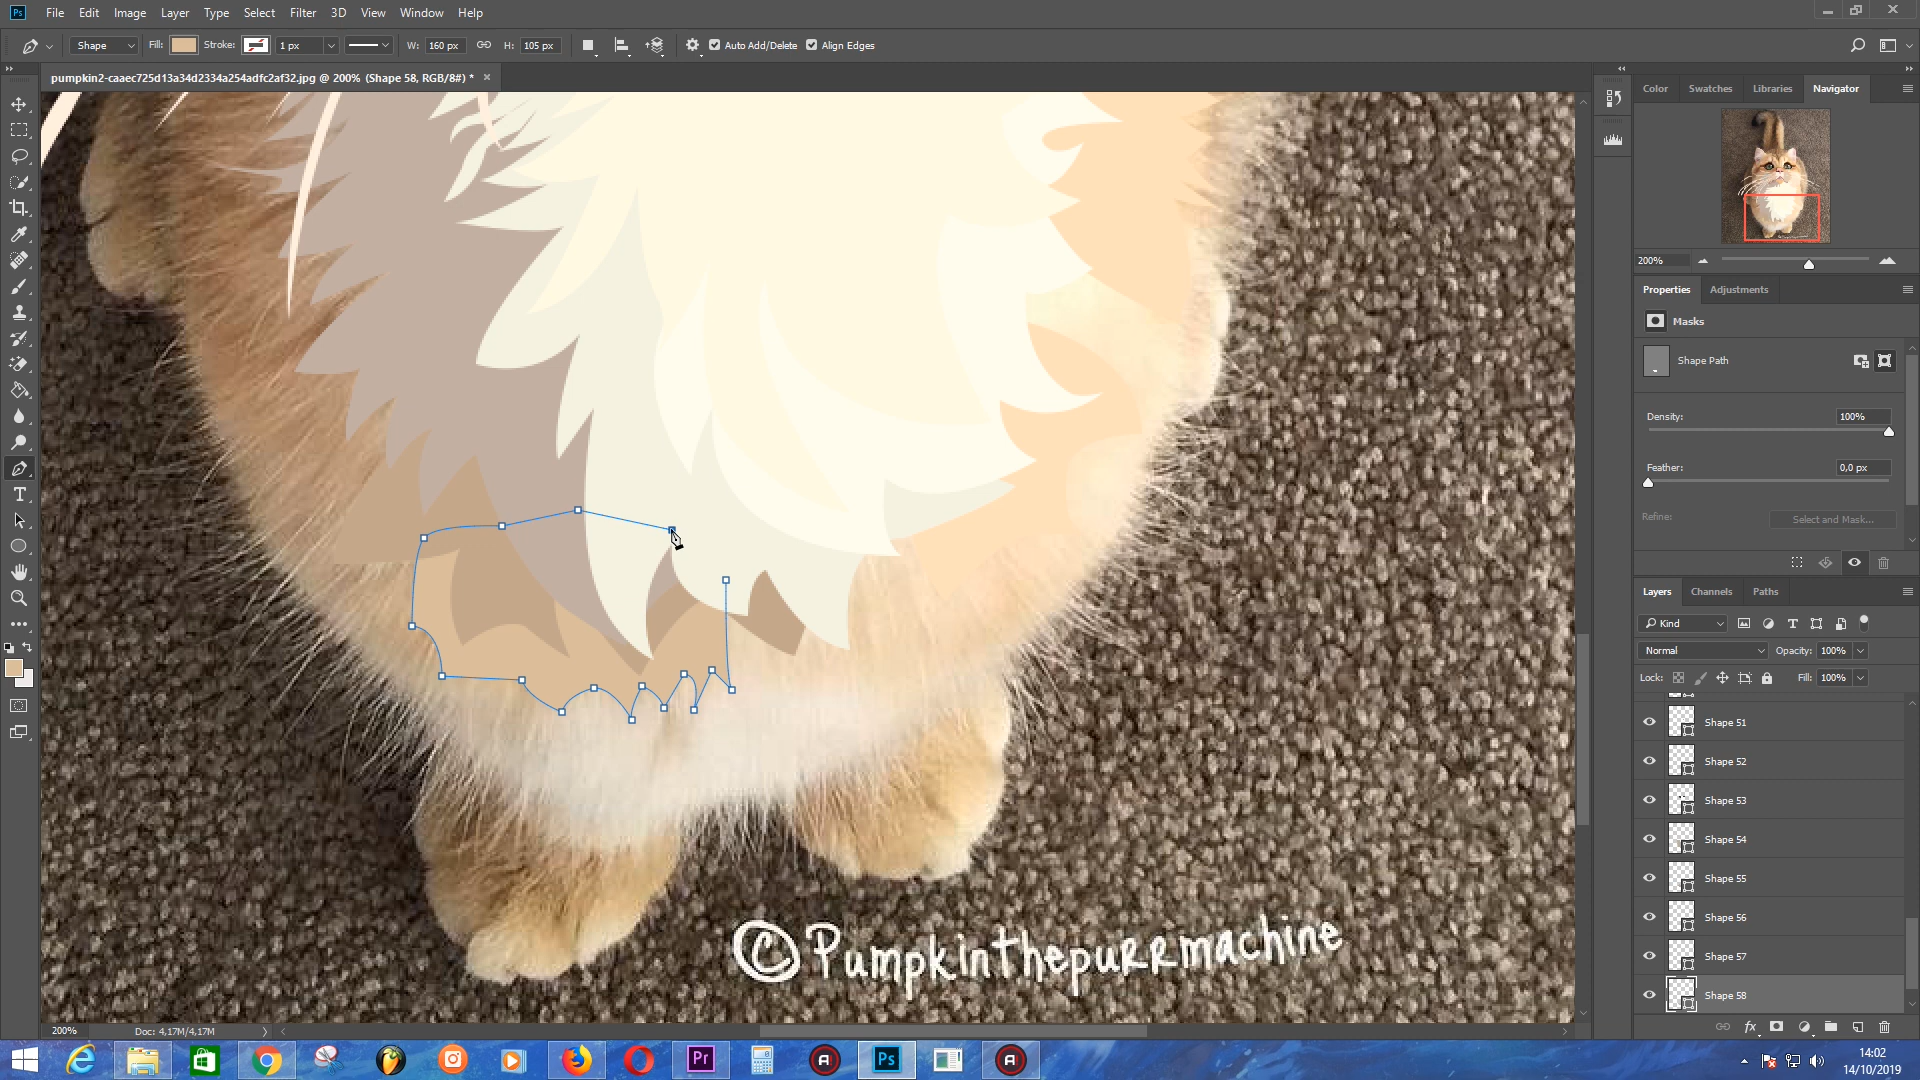 Ps File Edit Image Layer Type Select Filter 3D View Window Help
Shape Fill: Stroke: 1 px W: 160 px H: 105 px Auto Add/Delete Align Edges
pumpkin2-caaec725d13a34d2334a254adfc2af32.jpg @ 200% (Shape 58, RGB/8#) *
Color Swatches Libraries Navigator
200%
Properties Adjustments
Masks
Shape Path
Density: 100%
Feather: 0,0 px
Refine: Select and Mask...
Layers Channels Paths
Kind
Normal Opacity: 100%
Lock: Fill: 100%
Shape 51
Shape 52
Shape 53
Shape 54
Shape 55
Shape 56
Shape 57
Shape 58
© Pumpkinthepurrmachine
200% Doc: 4,17M/4,17M
Pr Ps
14:02
14/10/2019